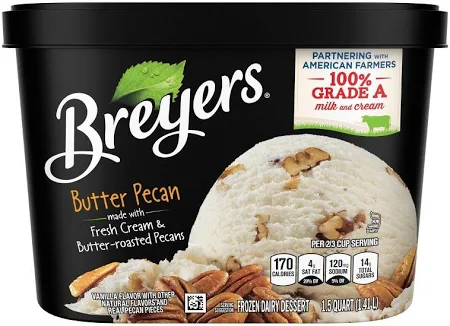 PARTNERING WITH
AMERICAN FARMERS
100%
GRADE A
milk and cream
Breyers®
Butter Pecan
made with
Fresh Cream &
Butter-roasted Pecans
PER 2/3 CUP SERVING
170
CALORIES
4g
SAT FAT
20% DV
120mg
SODIUM
5% DV
14g
TOTAL
SUGARS
VANILLA FLAVOR WITH OTHER
NATURAL FLAVORS AND
REAL PECAN PIECES
SERVING
SUGGESTION
FROZEN DAIRY DESSERT
1.5 QUART (1.41 L)